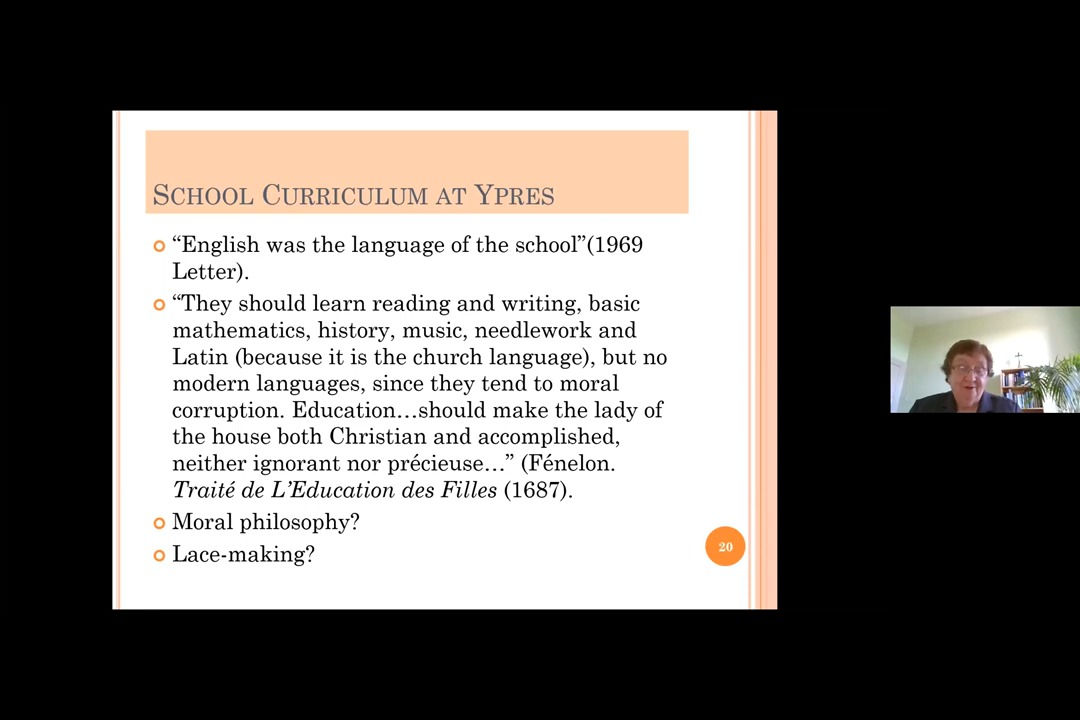 SCHOOL CURRICULUM AT YPRES
“English was the language of the school”(1969
Letter).
“They should learn reading and writing, basic
mathematics, history, music, needlework and
Latin (because it is the church language), but no
modern languages, since they tend to moral
corruption. Education…should make the lady of
the house both Christian and accomplished,
neither ignorant nor précieuse…” (Fénelon.
Traité de L’Education des Filles (1687).
Moral philosophy?
Lace-making?
20